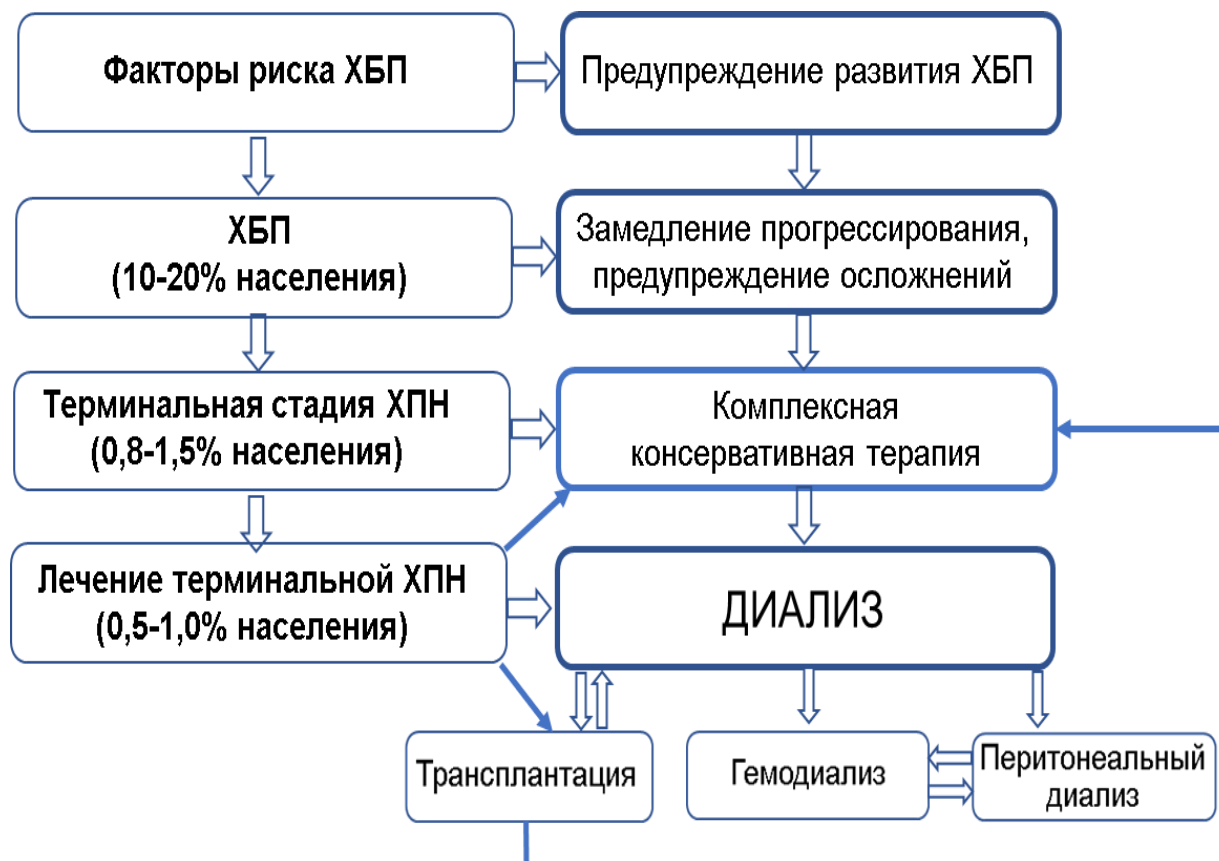 Факторы риска ХБП
Предупреждение развития ХБП
ХБП
(10-20% населения)
Замедление прогрессирования,
предупреждение осложнений
Терминальная стадия ХПН
(0,8-1,5% населения)
Комплексная
консервативная терапия
Лечение терминальной ХПН
(0,5-1,0% населения)
ДИАЛИЗ
Трансплантация
Гемодиализ
Перитонеальный
диализ